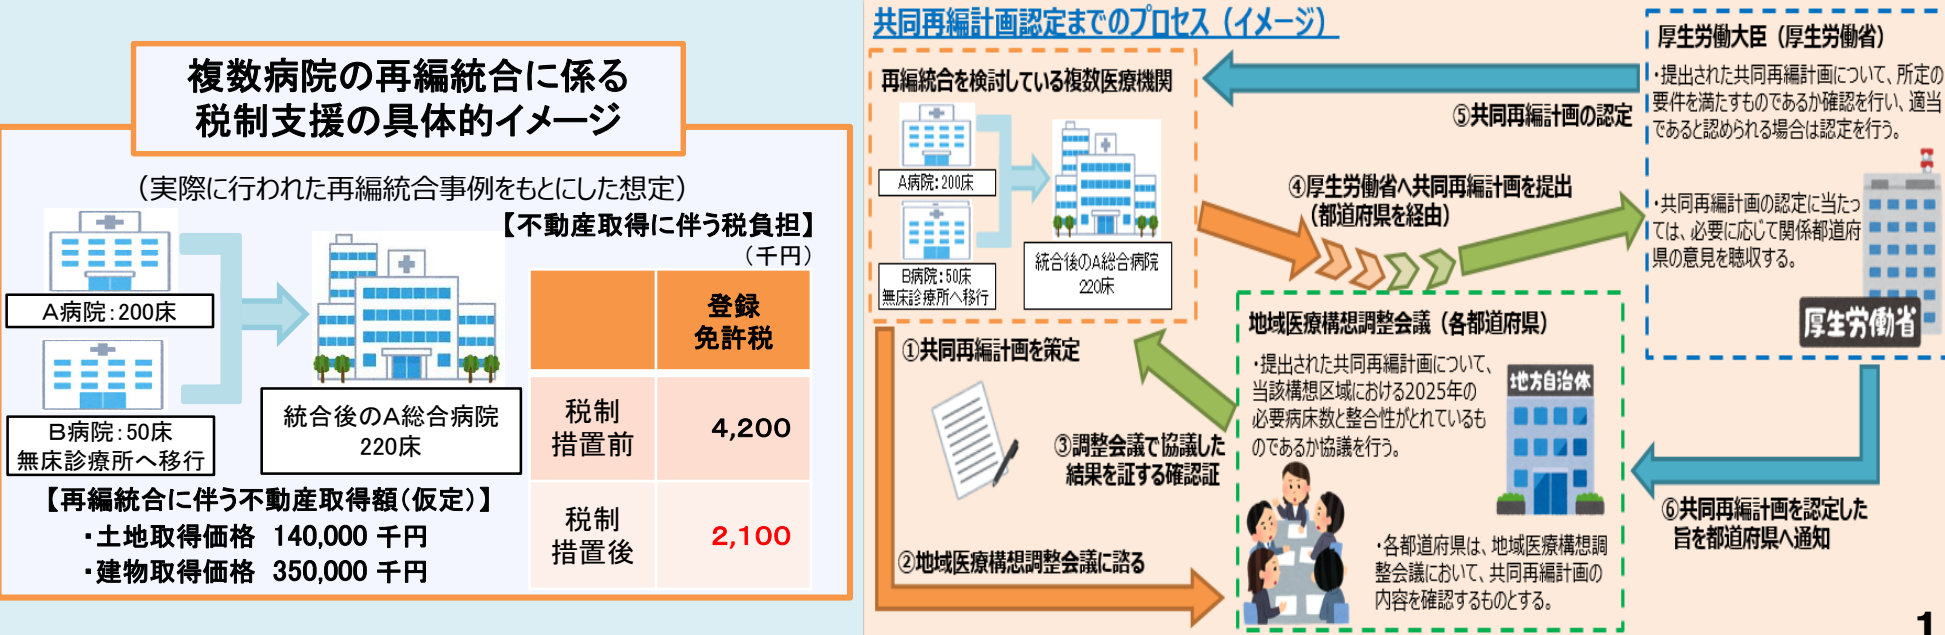 複数病院の再編統合に係る
税制支援の具体的イメージ
（実際に行われた再編統合事例をもとにした想定）
A病院：200床
B病院：50床
無床診療所へ移行
統合後のA総合病院
220床
【不動産取得に伴う税負担】
（千円）
登録
免許税
税制
措置前
4,200
税制
措置後
2,100
【再編統合に伴う不動産取得額（仮定）】
・土地取得価格 140,000 千円
・建物取得価格 350,000 千円
共同再編計画認定までのプロセス（イメージ）
再編統合を検討している複数医療機関
A病院：200床
B病院：50床
無床診療所へ移行
統合後のA総合病院
220床
①共同再編計画を策定
②地域医療構想調整会議に諮る
③調整会議で協議した
結果を証する確認証
④厚生労働省へ共同再編計画を提出
（都道府県を経由）
⑤共同再編計画の認定
地域医療構想調整会議（各都道府県）
・提出された共同再編計画について、
当該構想区域における2025年の
必要病床数と整合性がとれているも
のであるか協議を行う。
地方自治体
・各都道府県は、地域医療構想調
整会議において、共同再編計画の
内容を確認するものとする。
厚生労働大臣（厚生労働省）
・提出された共同再編計画について、所定の
要件を満たすものであるか確認を行い、適当
であると認められる場合は認定を行う。
・共同再編計画の認定に当たっ
ては、必要に応じて関係都道府
県の意見を聴収する。
厚生労働省
⑥共同再編計画を認定した
旨を都道府県へ通知
1